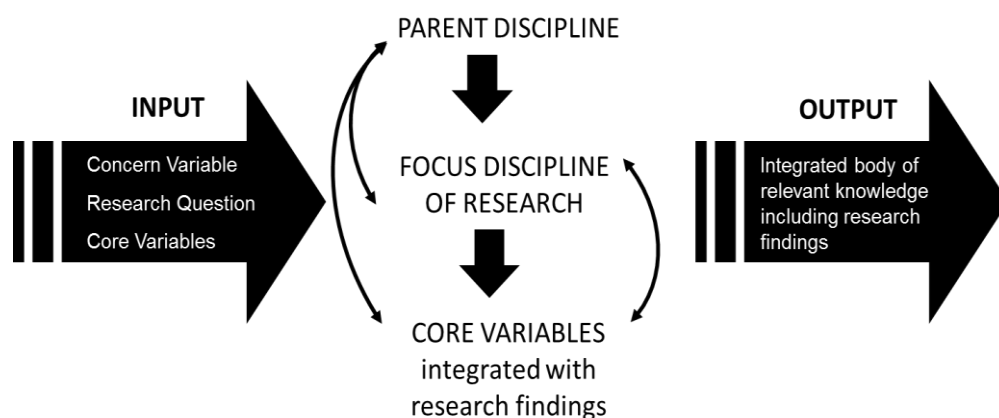 INPUT
Concern Variable
Research Question
Core Variables
PARENT DISCIPLINE
FOCUS DISCIPLINE
OF RESEARCH
CORE VARIABLES
integrated with
research findings
OUTPUT
Integrated body of
relevant knowledge
including research
findings